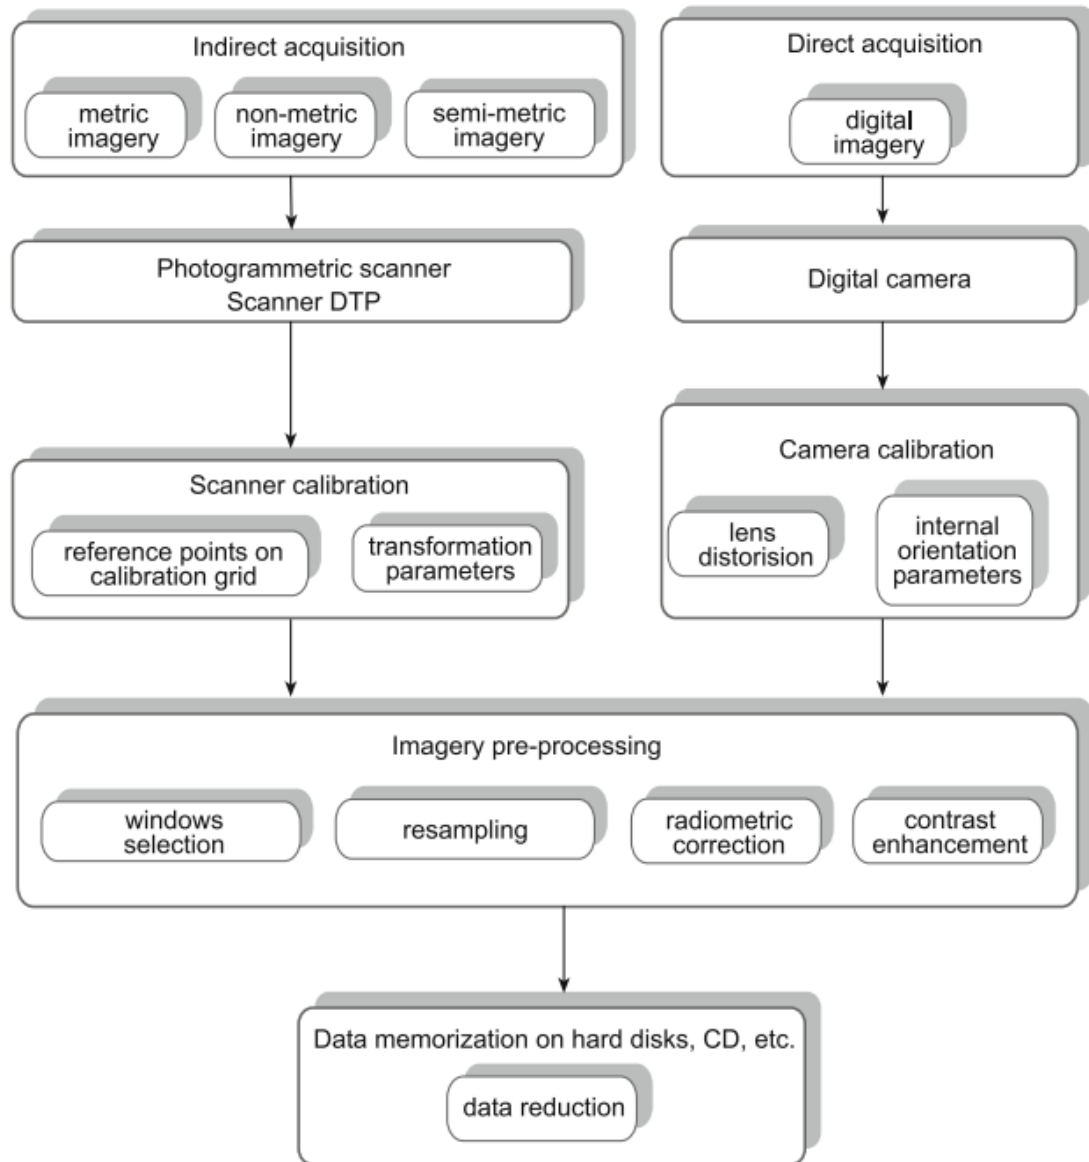 Indirect acquisition
metric
imagery
non-metric
imagery
semi-metric
imagery
Direct acquisition
digital
imagery
Photogrammetric scanner
Scanner DTP
Digital camera
Scanner calibration
reference points on
calibration grid
transformation
parameters
Camera calibration
lens
distorision
internal
orientation
parameters
Imagery pre-processing
windows
selection
resampling
radiometric
correction
contrast
enhancement
Data memorization on hard disks, CD, etc.
data reduction